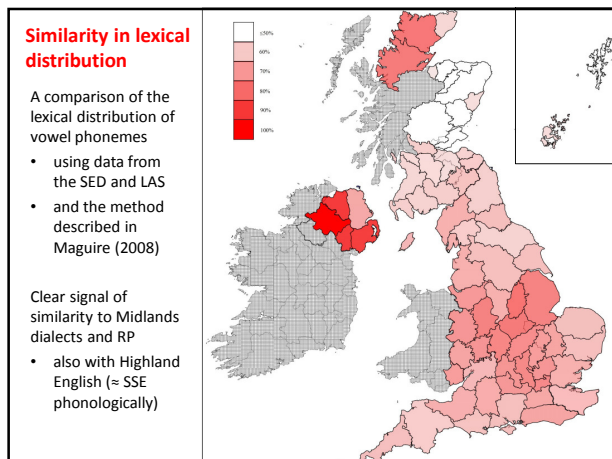 Similarity in lexical
distribution
A comparison of the
lexical distribution of
vowel phonemes
• using data from
the SED and LAS
• and the method
described in
Maguire (2008)
Clear signal of
similarity to Midlands
dialects and RP
• also with Highland
English (≈ SSE
phonologically)
≤50%
60%
70%
80%
90%
100%